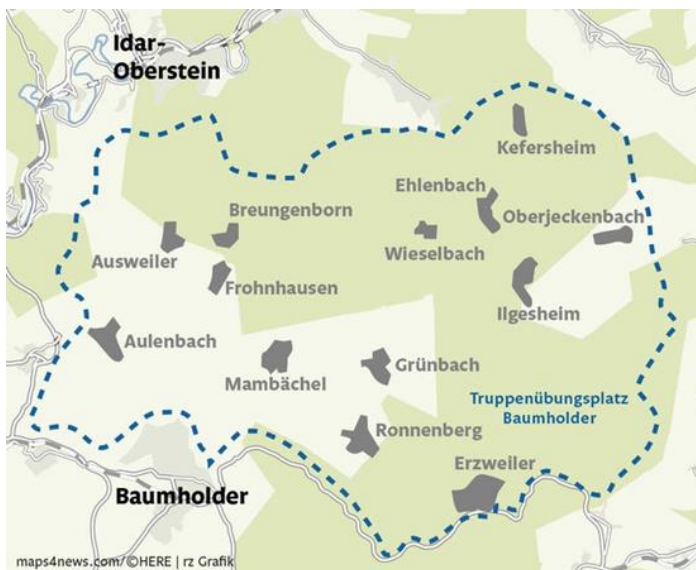 Idar-
Oberstein
Kefersheim
Ehlenbach
Breungenborn
Oberjeckenbach
Ausweiler
Wieselbach
Frohnhausen
Ilgesheim
Aulenbach
Grünbach
Mambächel
Truppenübungsplatz
Baumholder
Ronnenberg
Erzweiler
Baumholder
maps4news.com/©HERE | rz Grafik